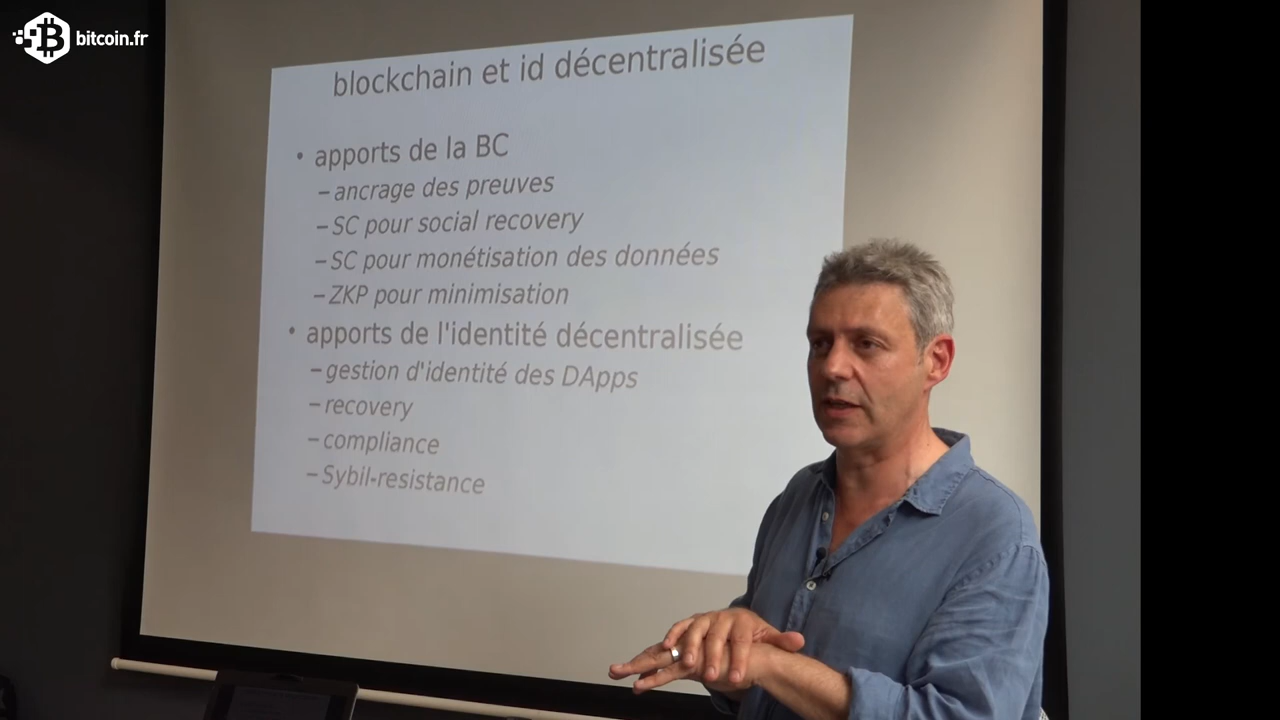 bitcoin.fr
blockchain et id décentralisée
• apports de la BC
– ancrage des preuves
– SC pour social recovery
– SC pour monétisation des données
– ZKP pour minimisation
• apports de l'identité décentralisée
– gestion d'identité des DApps
– recovery
– compliance
– Sybil-resistance